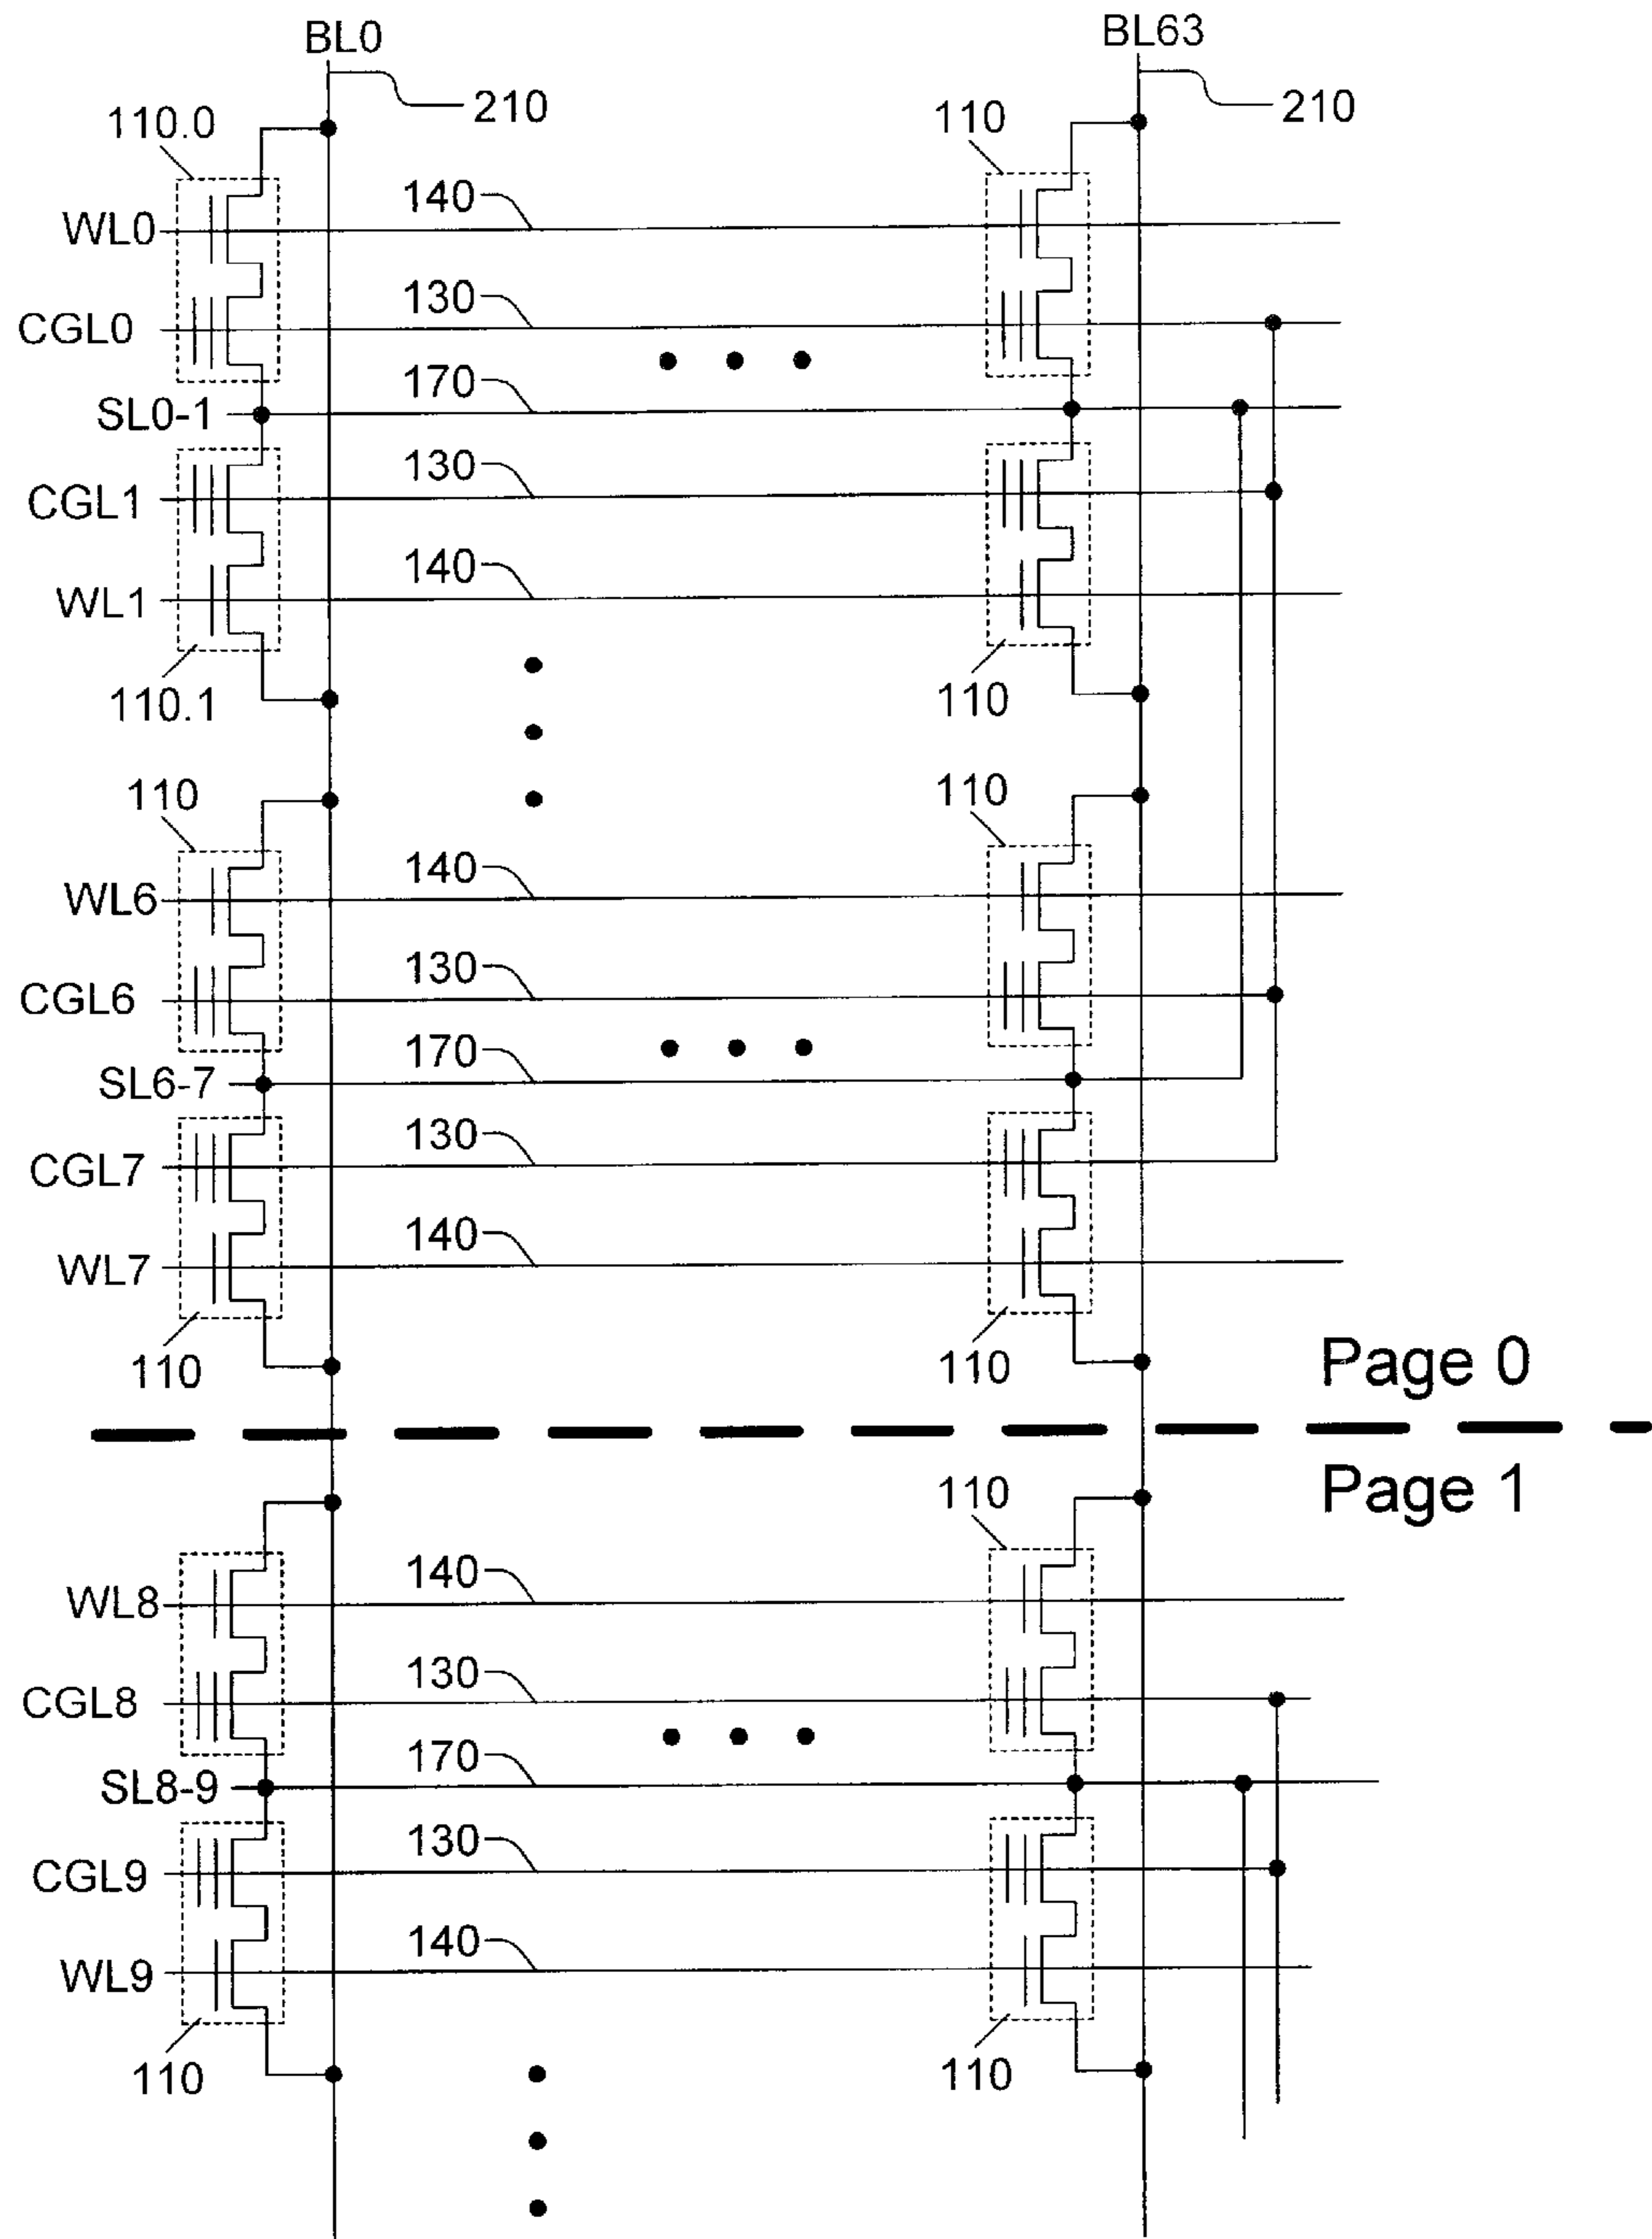 BL0 BL63
210 210
110.0 110
WL0 140
CGL0 130
SL0-1 170
CGL1 130
WL1 140
110.1 110
110 110
WL6 140
CGL6 130
SL6-7 170
CGL7 130
WL7 140
110 110
Page 0
Page 1
110
WL8 140
CGL8 130
SL8-9 170
CGL9 130
WL9 140
110 110